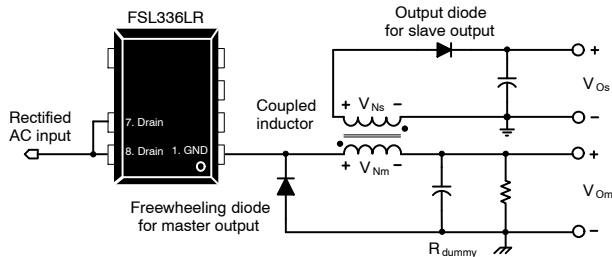 FSL336LR
Output diode
for slave output
+
V_Os
−
+ V_Ns −
Coupled
inductor
Rectified
AC input
7. Drain
8. Drain
1. GND
+ V_Nm −
+
V_Om
−
Freewheeling diode
for master output
R_dummy